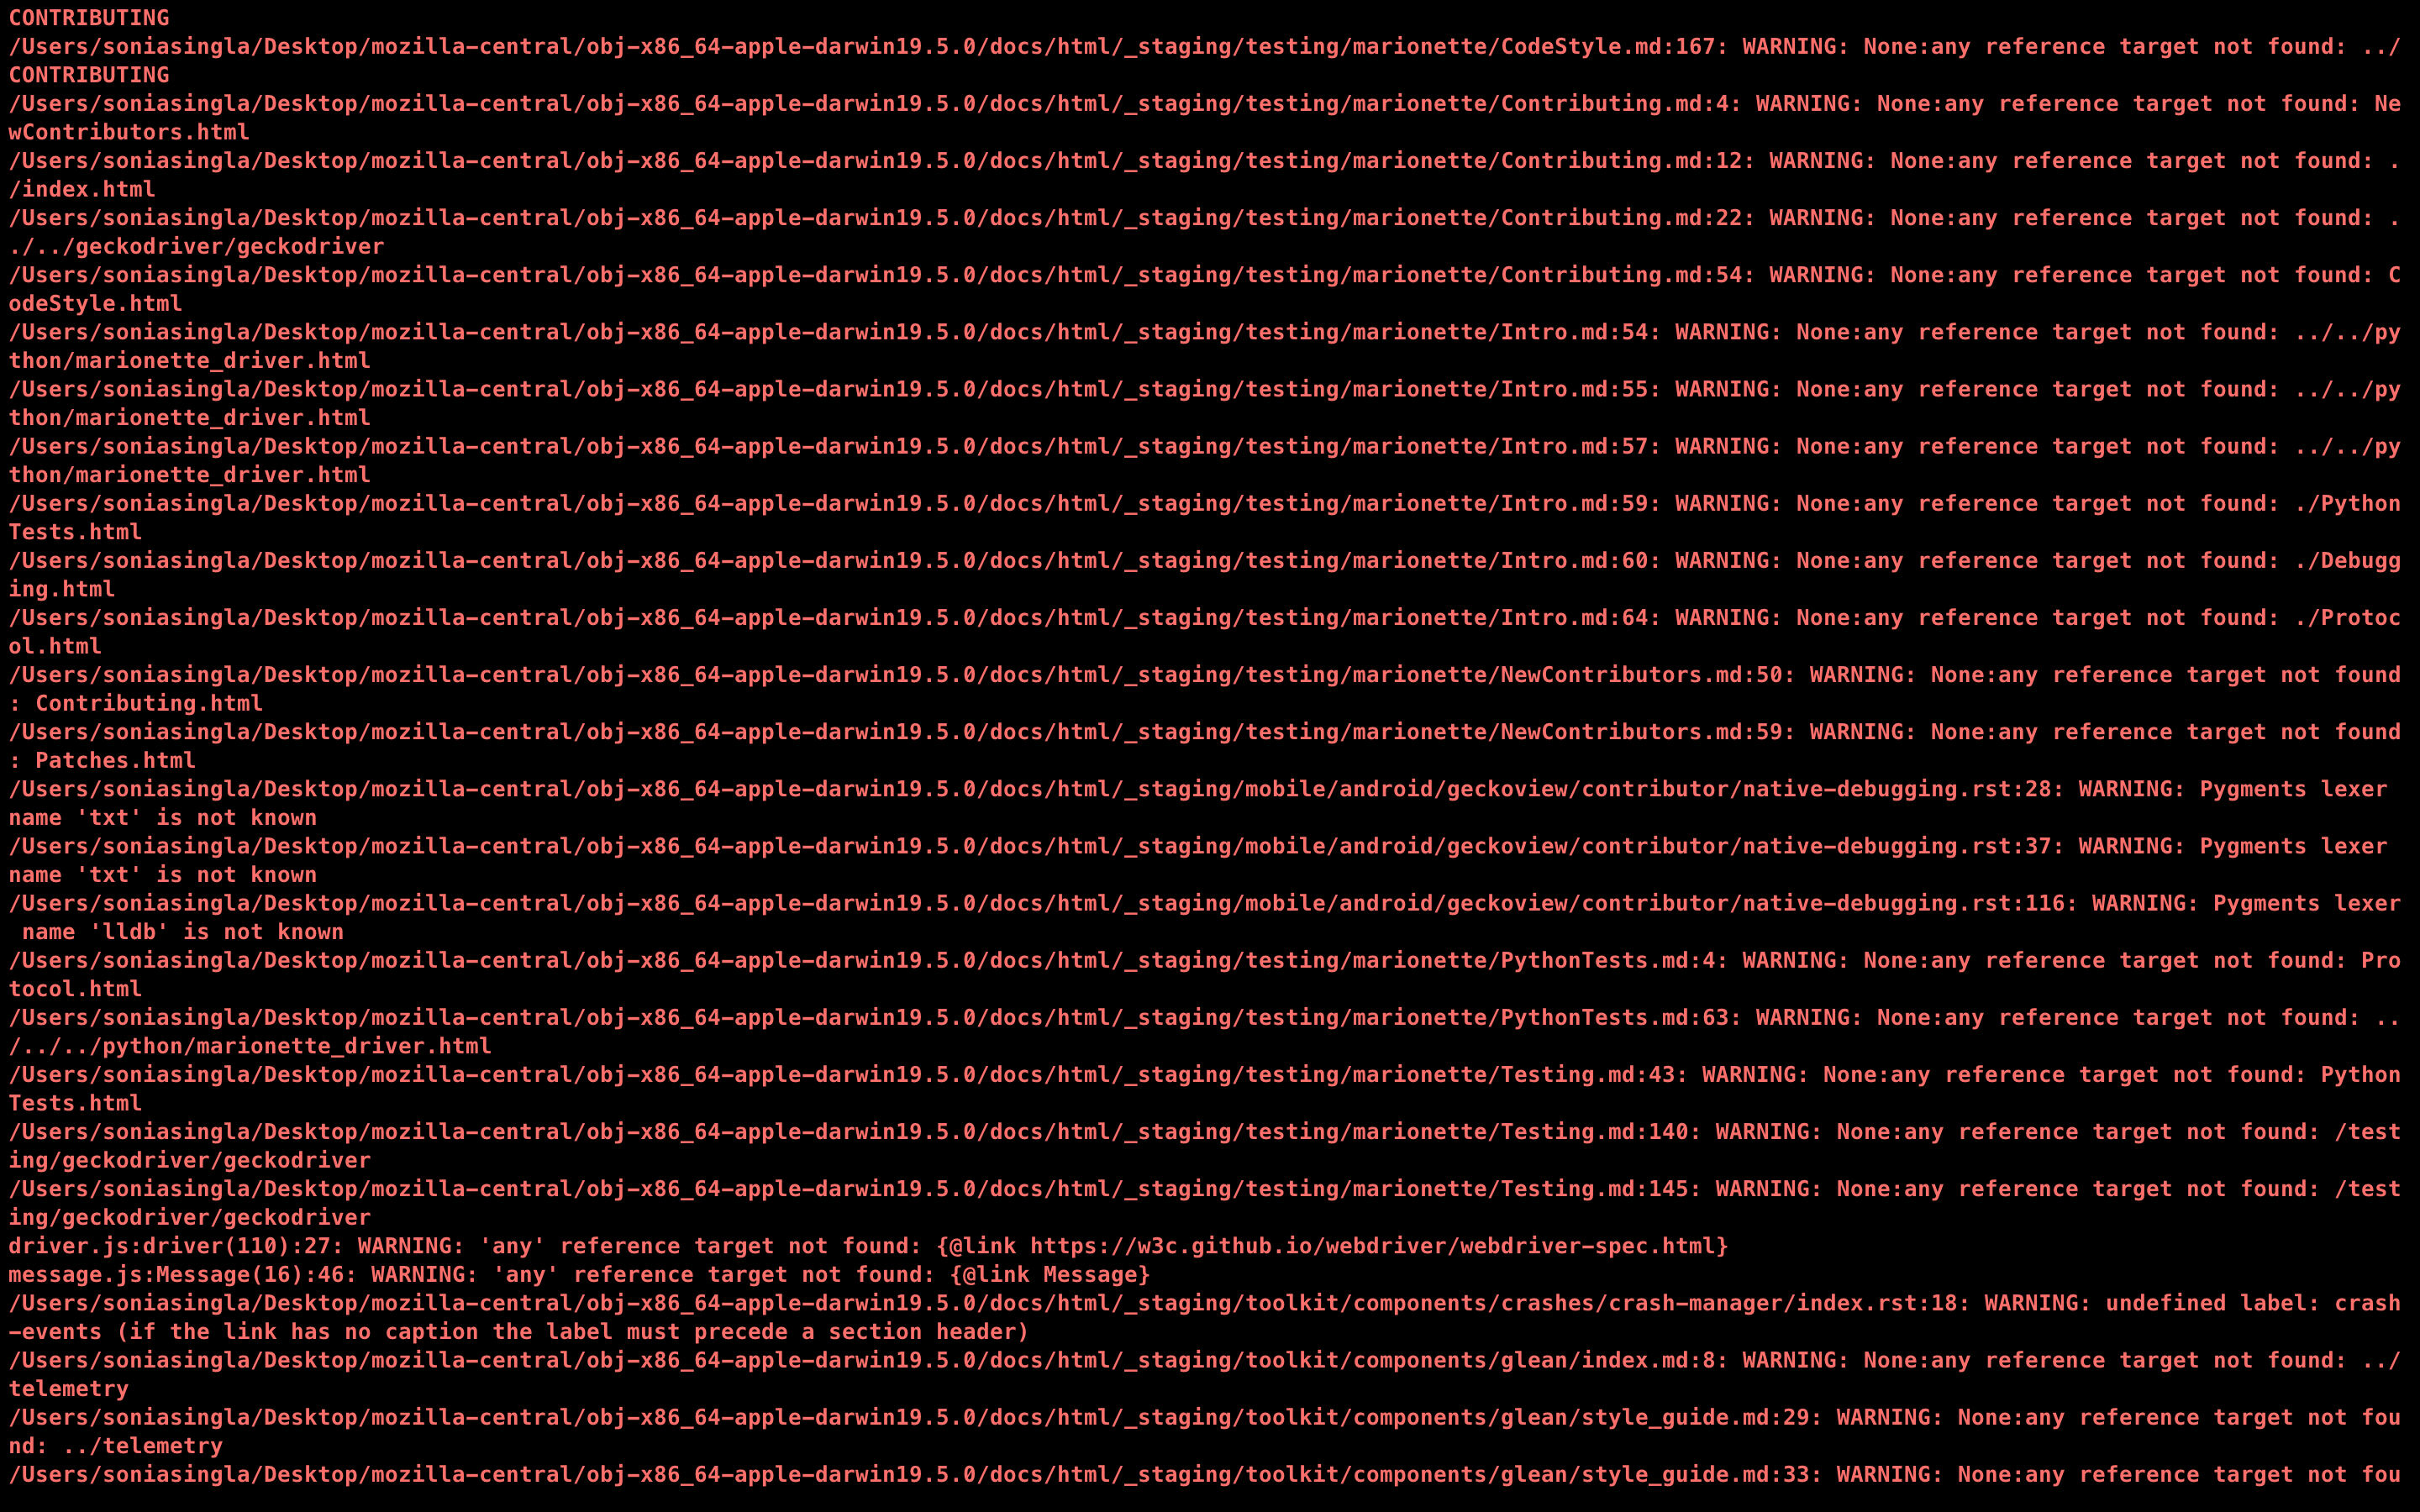 CONTRIBUTING
/Users/soniasingla/Desktop/mozilla-central/obj-x86_64-apple-darwin19.5.0/docs/html/_staging/testing/marionette/CodeStyle.md:167: WARNING: None:any reference target not found: ../
CONTRIBUTING
/Users/soniasingla/Desktop/mozilla-central/obj-x86_64-apple-darwin19.5.0/docs/html/_staging/testing/marionette/Contributing.md:4: WARNING: None:any reference target not found: Ne
wContributors.html
/Users/soniasingla/Desktop/mozilla-central/obj-x86_64-apple-darwin19.5.0/docs/html/_staging/testing/marionette/Contributing.md:12: WARNING: None:any reference target not found: .
/index.html
/Users/soniasingla/Desktop/mozilla-central/obj-x86_64-apple-darwin19.5.0/docs/html/_staging/testing/marionette/Contributing.md:22: WARNING: None:any reference target not found: .
./../geckodriver/geckodriver
/Users/soniasingla/Desktop/mozilla-central/obj-x86_64-apple-darwin19.5.0/docs/html/_staging/testing/marionette/Contributing.md:54: WARNING: None:any reference target not found: C
odeStyle.html
/Users/soniasingla/Desktop/mozilla-central/obj-x86_64-apple-darwin19.5.0/docs/html/_staging/testing/marionette/Intro.md:54: WARNING: None:any reference target not found: ../../py
thon/marionette_driver.html
/Users/soniasingla/Desktop/mozilla-central/obj-x86_64-apple-darwin19.5.0/docs/html/_staging/testing/marionette/Intro.md:55: WARNING: None:any reference target not found: ../../py
thon/marionette_driver.html
/Users/soniasingla/Desktop/mozilla-central/obj-x86_64-apple-darwin19.5.0/docs/html/_staging/testing/marionette/Intro.md:57: WARNING: None:any reference target not found: ../../py
thon/marionette_driver.html
/Users/soniasingla/Desktop/mozilla-central/obj-x86_64-apple-darwin19.5.0/docs/html/_staging/testing/marionette/Intro.md:59: WARNING: None:any reference target not found: ./Python
Tests.html
/Users/soniasingla/Desktop/mozilla-central/obj-x86_64-apple-darwin19.5.0/docs/html/_staging/testing/marionette/Intro.md:60: WARNING: None:any reference target not found: ./Debugg
ing.html
/Users/soniasingla/Desktop/mozilla-central/obj-x86_64-apple-darwin19.5.0/docs/html/_staging/testing/marionette/Intro.md:64: WARNING: None:any reference target not found: ./Protoc
ol.html
/Users/soniasingla/Desktop/mozilla-central/obj-x86_64-apple-darwin19.5.0/docs/html/_staging/testing/marionette/NewContributors.md:50: WARNING: None:any reference target not found
: Contributing.html
/Users/soniasingla/Desktop/mozilla-central/obj-x86_64-apple-darwin19.5.0/docs/html/_staging/testing/marionette/NewContributors.md:59: WARNING: None:any reference target not found
: Patches.html
/Users/soniasingla/Desktop/mozilla-central/obj-x86_64-apple-darwin19.5.0/docs/html/_staging/mobile/android/geckoview/contributor/native-debugging.rst:28: WARNING: Pygments lexer
name 'txt' is not known
/Users/soniasingla/Desktop/mozilla-central/obj-x86_64-apple-darwin19.5.0/docs/html/_staging/mobile/android/geckoview/contributor/native-debugging.rst:37: WARNING: Pygments lexer
name 'txt' is not known
/Users/soniasingla/Desktop/mozilla-central/obj-x86_64-apple-darwin19.5.0/docs/html/_staging/mobile/android/geckoview/contributor/native-debugging.rst:116: WARNING: Pygments lexer
 name 'lldb' is not known
/Users/soniasingla/Desktop/mozilla-central/obj-x86_64-apple-darwin19.5.0/docs/html/_staging/testing/marionette/PythonTests.md:4: WARNING: None:any reference target not found: Pro
tocol.html
/Users/soniasingla/Desktop/mozilla-central/obj-x86_64-apple-darwin19.5.0/docs/html/_staging/testing/marionette/PythonTests.md:63: WARNING: None:any reference target not found: ..
/../../python/marionette_driver.html
/Users/soniasingla/Desktop/mozilla-central/obj-x86_64-apple-darwin19.5.0/docs/html/_staging/testing/marionette/Testing.md:43: WARNING: None:any reference target not found: Python
Tests.html
/Users/soniasingla/Desktop/mozilla-central/obj-x86_64-apple-darwin19.5.0/docs/html/_staging/testing/marionette/Testing.md:140: WARNING: None:any reference target not found: /test
ing/geckodriver/geckodriver
/Users/soniasingla/Desktop/mozilla-central/obj-x86_64-apple-darwin19.5.0/docs/html/_staging/testing/marionette/Testing.md:145: WARNING: None:any reference target not found: /test
ing/geckodriver/geckodriver
driver.js:driver(110):27: WARNING: 'any' reference target not found: {@link https://w3c.github.io/webdriver/webdriver-spec.html}
message.js:Message(16):46: WARNING: 'any' reference target not found: {@link Message}
/Users/soniasingla/Desktop/mozilla-central/obj-x86_64-apple-darwin19.5.0/docs/html/_staging/toolkit/components/crashes/crash-manager/index.rst:18: WARNING: undefined label: crash
-events (if the link has no caption the label must precede a section header)
/Users/soniasingla/Desktop/mozilla-central/obj-x86_64-apple-darwin19.5.0/docs/html/_staging/toolkit/components/glean/index.md:8: WARNING: None:any reference target not found: ../
telemetry
/Users/soniasingla/Desktop/mozilla-central/obj-x86_64-apple-darwin19.5.0/docs/html/_staging/toolkit/components/glean/style_guide.md:29: WARNING: None:any reference target not fou
nd: ../telemetry
/Users/soniasingla/Desktop/mozilla-central/obj-x86_64-apple-darwin19.5.0/docs/html/_staging/toolkit/components/glean/style_guide.md:33: WARNING: None:any reference target not fou